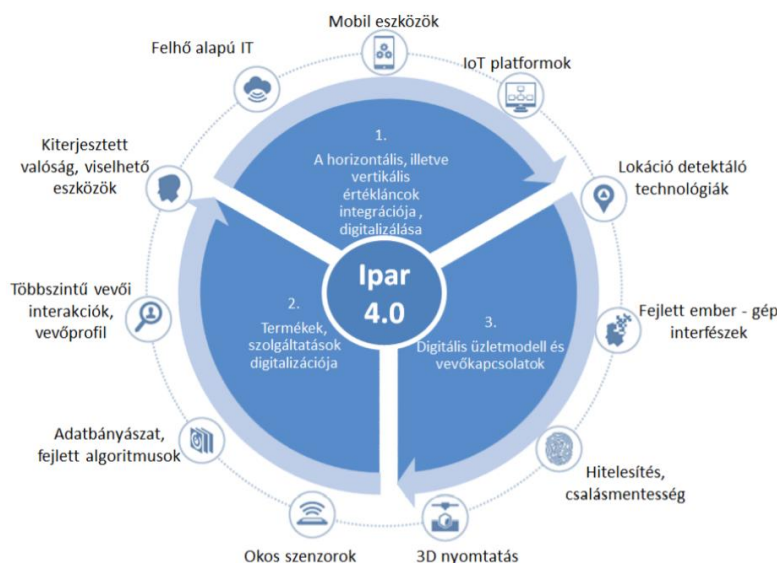 Mobil eszközök
Felhő alapú IT
IoT platformok
Kiterjesztett
valóság, viselhető
eszközök
Lokáció detektáló
technológiák
1.
A horizontális, illetve
vertikális
értékláncok
integrációja ,
digitalizálása
Ipar
4.0
Többszintű vevői
interakciók,
vevőprofil
2.
Termékek,
szolgáltatások
digitalizációja
3.
Digitális üzletmodell és
vevőkapcsolatok
Fejlett ember - gép
interfészek
Adatbányászat,
fejlett algoritmusok
Hitelesítés,
csalásmentesség
Okos szenzorok
3D nyomtatás